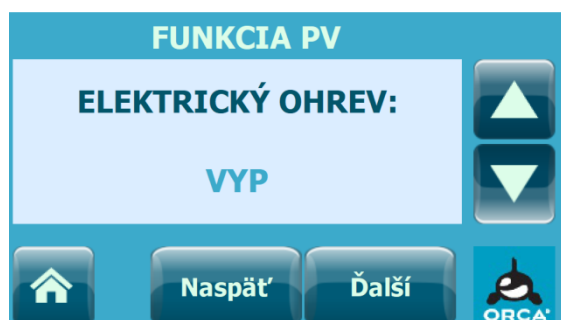 FUNKCIA PV
ELEKTRICKÝ OHREV:
VYP
Naspäť
Ďalší
ORCA